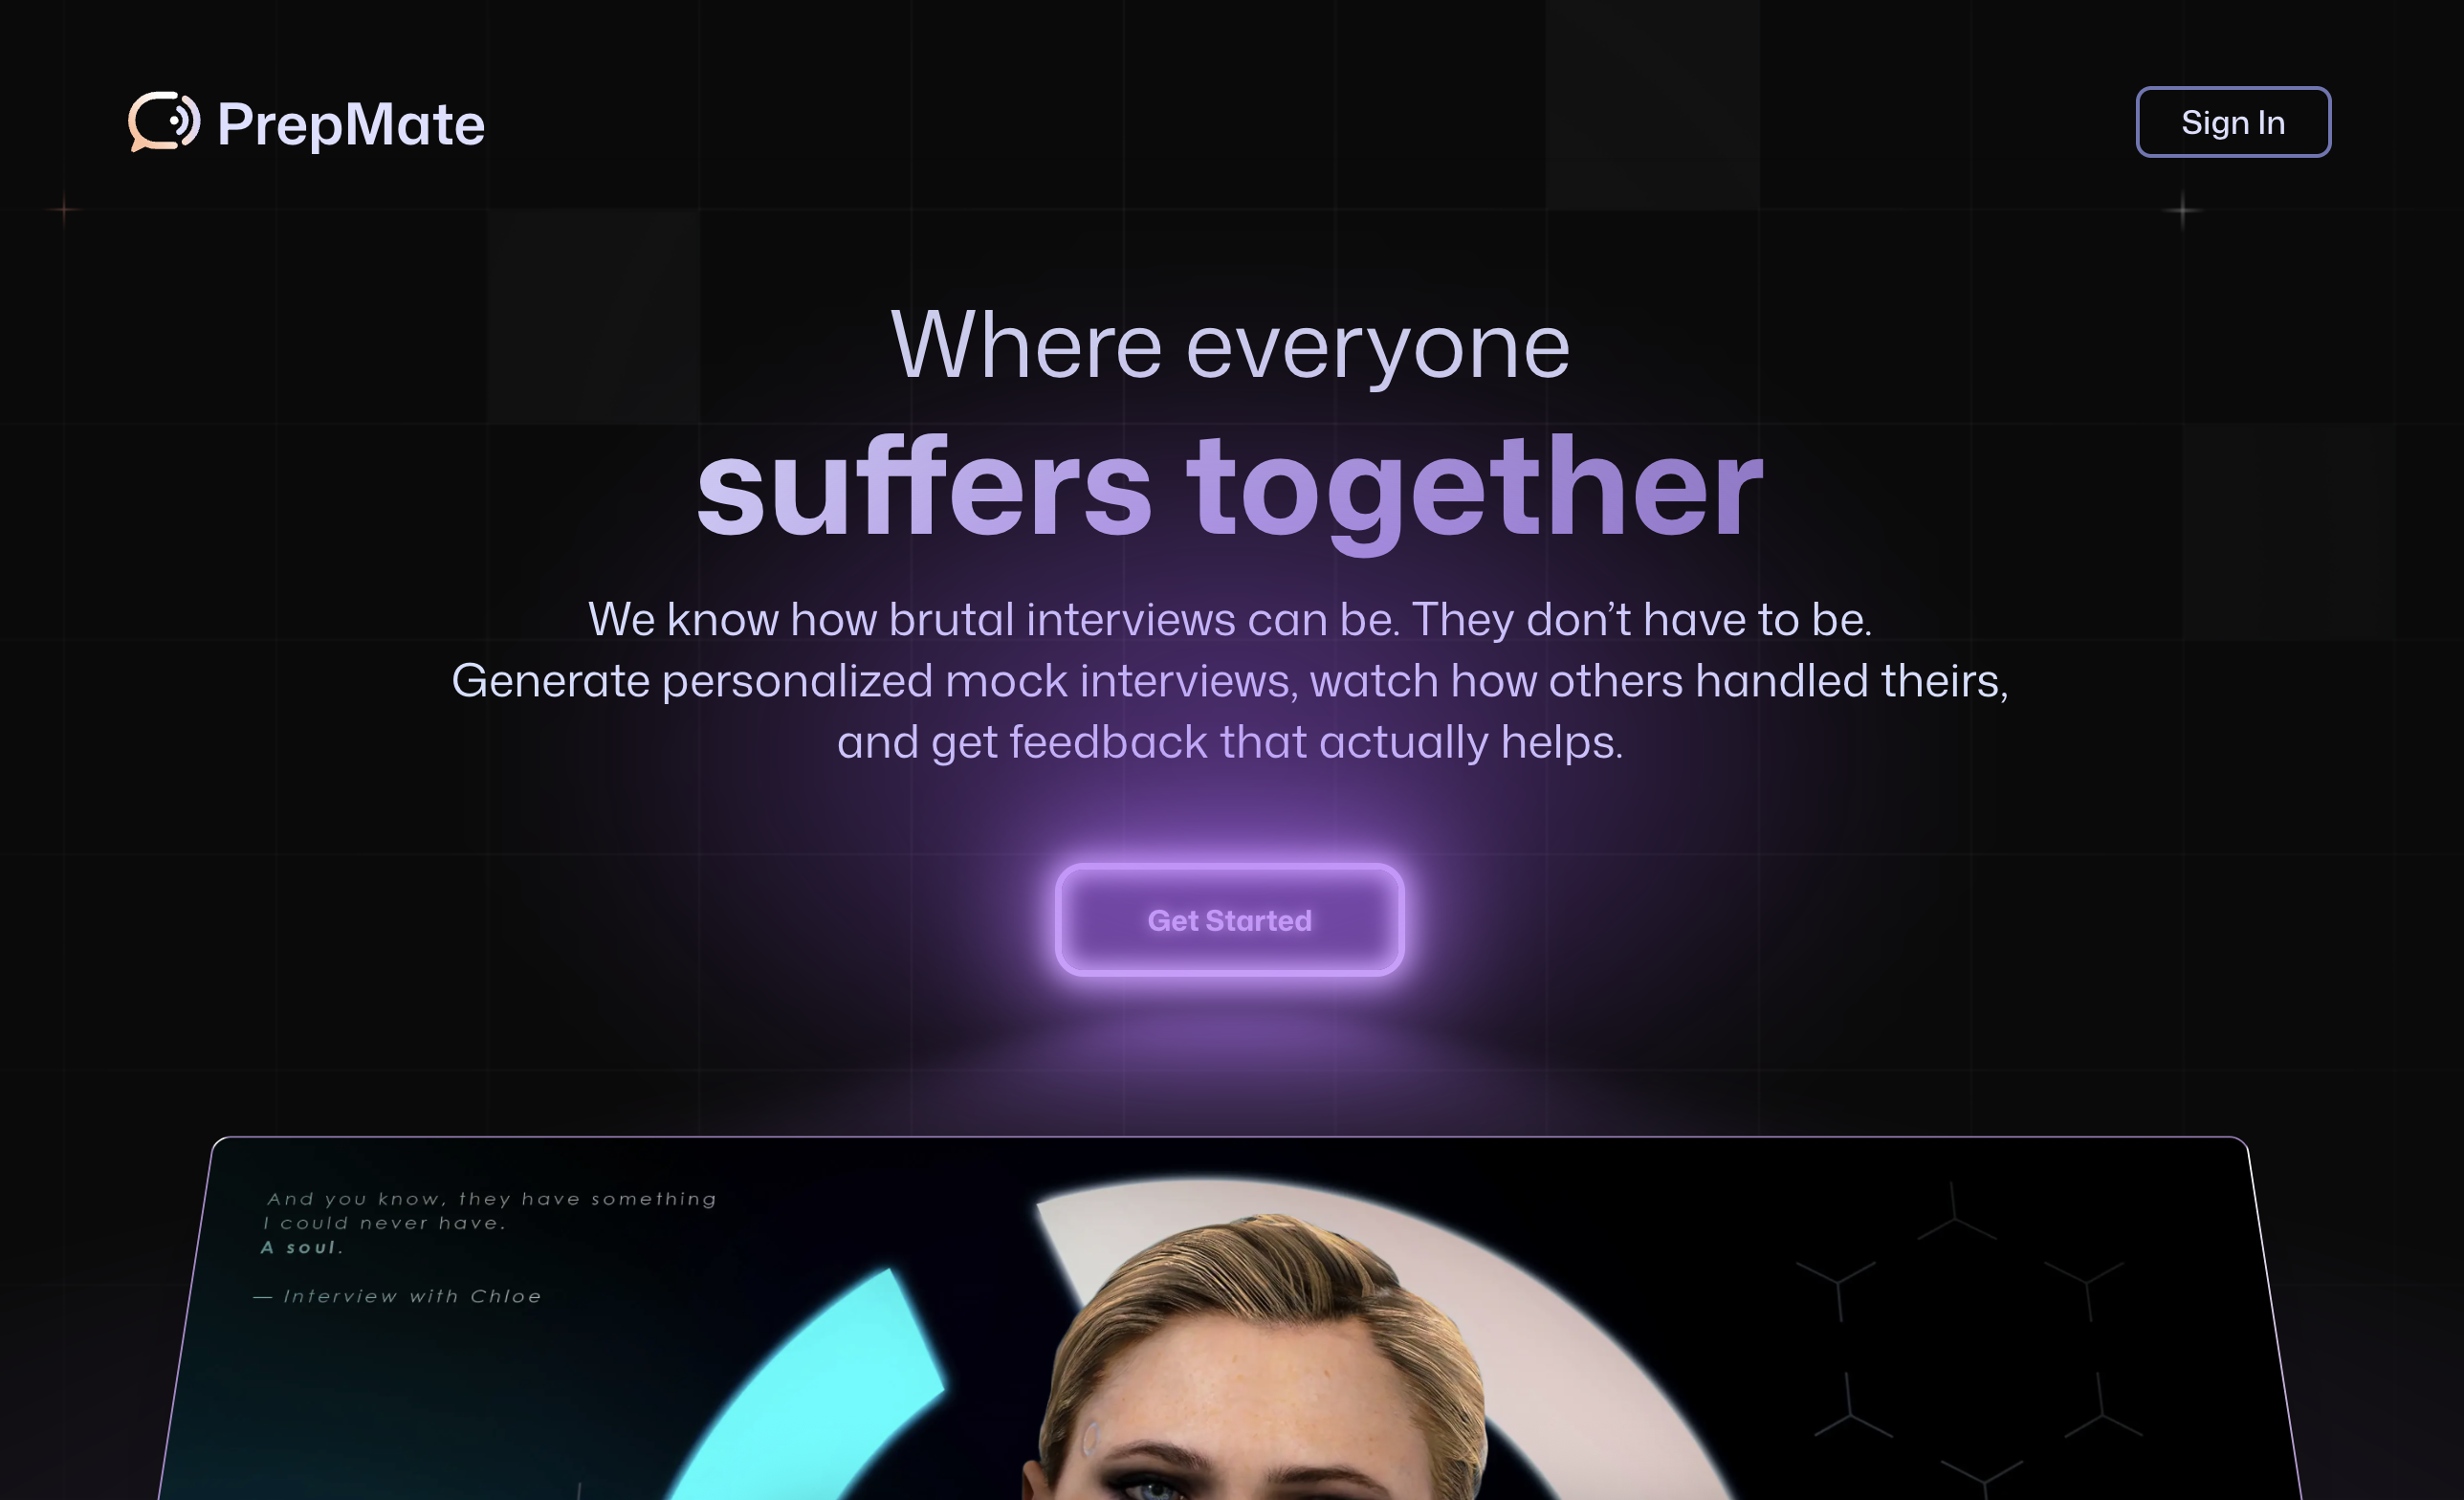 PrepMate
Sign In
Where everyone
suffers together
We know how brutal interviews can be. They don’t have to be.
Generate personalized mock interviews, watch how others handled theirs,
and get feedback that actually helps.
Get Started
And you know, they have something
I could never have.
A soul.
— Interview with Chloe